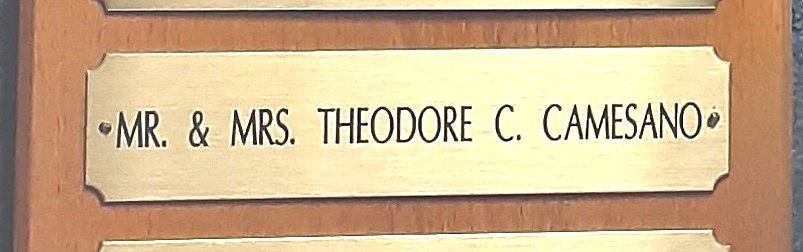 MR. & MRS. THEODORE C. CAMESANO